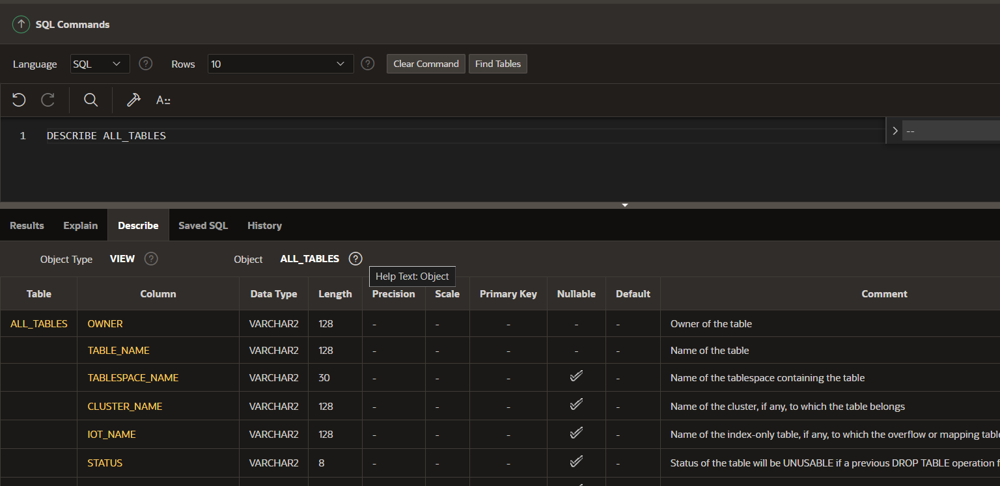 SQL Commands
Language SQL ? Rows 10 ? Clear Command Find Tables
A::
1 DESCRIBE ALL_TABLES
--
Results Explain Describe Saved SQL History
Object Type VIEW ? Object ALL_TABLES ?
Help Text: Object
Table Column Data Type Length Precision Scale Primary Key Nullable Default Comment
ALL_TABLES OWNER VARCHAR2 128 - - - - - Owner of the table
TABLE_NAME VARCHAR2 128 - - - - - Name of the table
TABLESPACE_NAME VARCHAR2 30 - - - - Name of the tablespace containing the table
CLUSTER_NAME VARCHAR2 128 - - - - Name of the cluster, if any, to which the table belongs
IOT_NAME VARCHAR2 128 - - - - Name of the index-only table, if any, to which the overflow or mapping table
STATUS VARCHAR2 8 - - - - Status of the table will be UNUSABLE if a previous DROP TABLE operation f